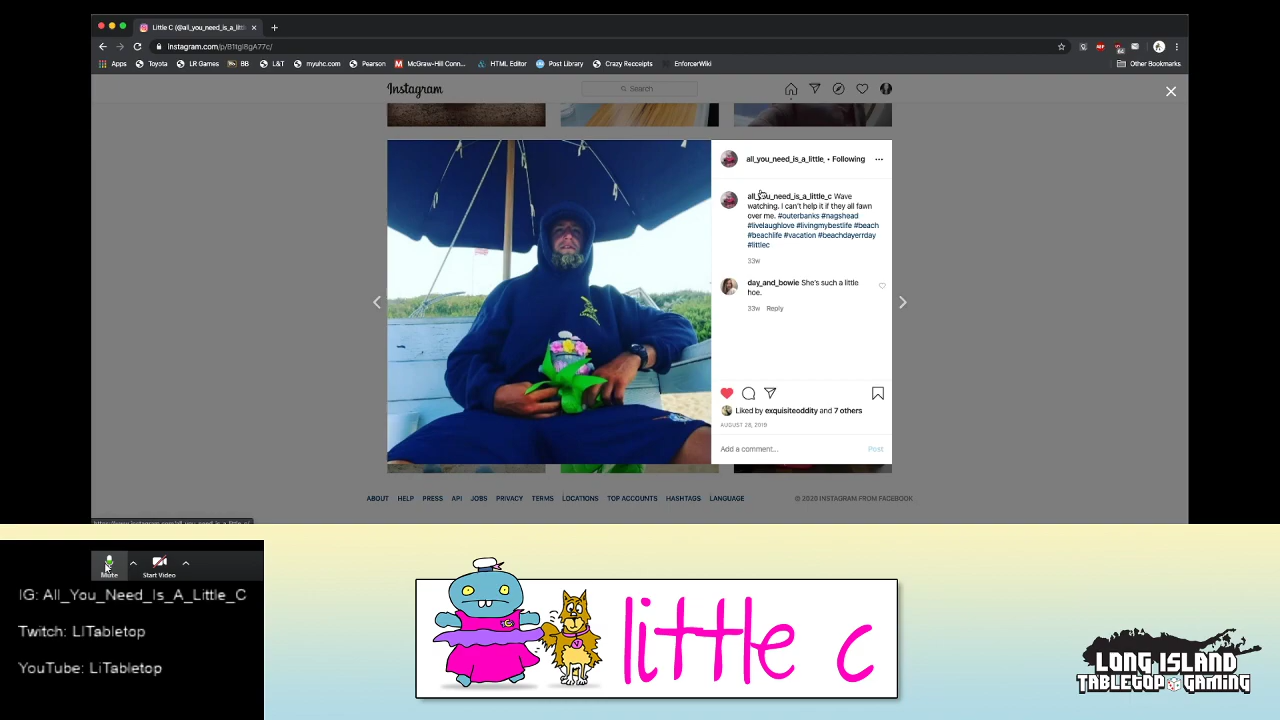 Little C (@all_you_need_is_a_littl
instagram.com/p/B1tgI8gA77c/
Apps Toyota LR Games BB L&T myuhc.com Pearson McGraw-Hill Conn... HTML Editor Post Library Crazy Recceipts EnforcerWiki Other Bookmarks
Instagram Search
all_you_need_is_a_little_ • Following ...
all_you_need_is_a_little_c Wave
watching. I can't help it if they all fawn
over me. #outerbanks #nagshead
#livelaughlove #livingmybestlife #beach
#beachlife #vacation #beachdayerrday
#littlec
33w
day_and_bowie She's such a little
hoe.
33w Reply
Liked by exquisiteoddity and 7 others
AUGUST 28, 2019
Add a comment... Post
ABOUT HELP PRESS API JOBS PRIVACY TERMS LOCATIONS TOP ACCOUNTS HASHTAGS LANGUAGE © 2020 INSTAGRAM FROM FACEBOOK
Mute Start Video
IG: All_You_Need_Is_A_Little_C
Twitch: LITabletop
YouTube: LiTabletop
little c
LONG ISLAND
TABLETOP GAMING